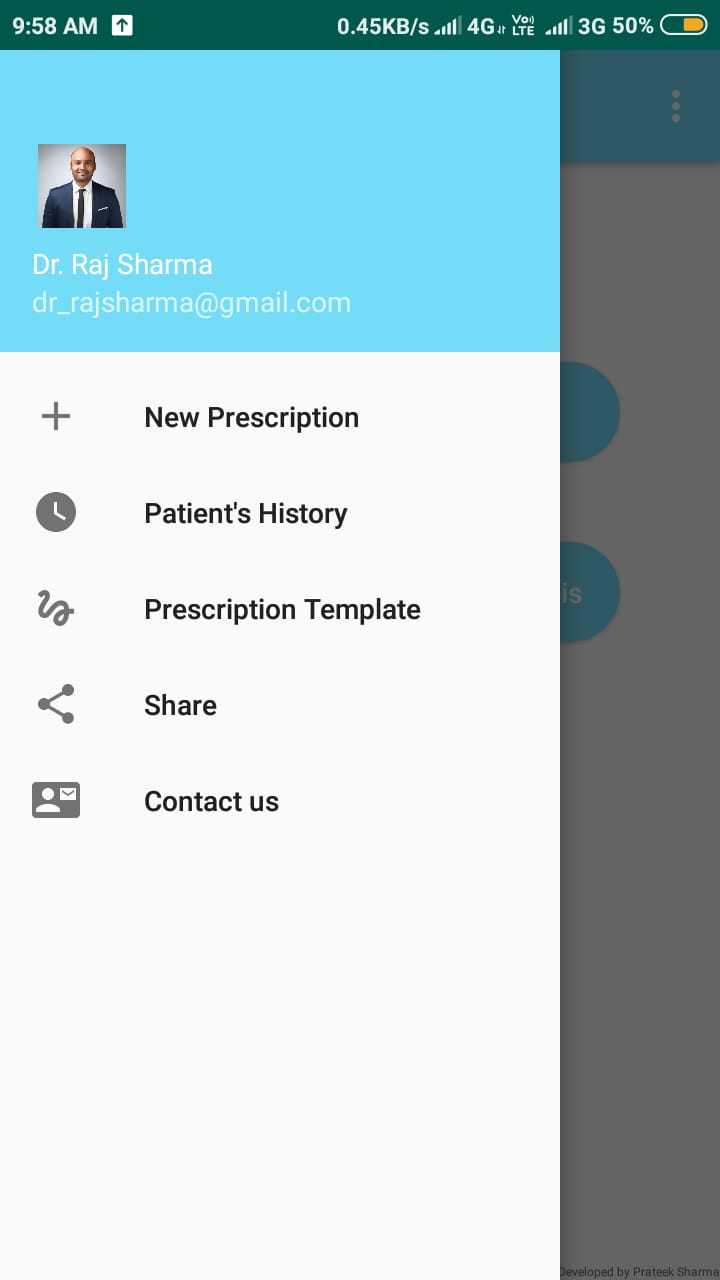 9:58 AM 0.45KB/s 4G VoD LTE 3G 50%
Dr. Raj Sharma
dr_rajsharma@gmail.com
New Prescription
Patient's History
is
Prescription Template
Share
Contact us
Developed by Prateek Sharma